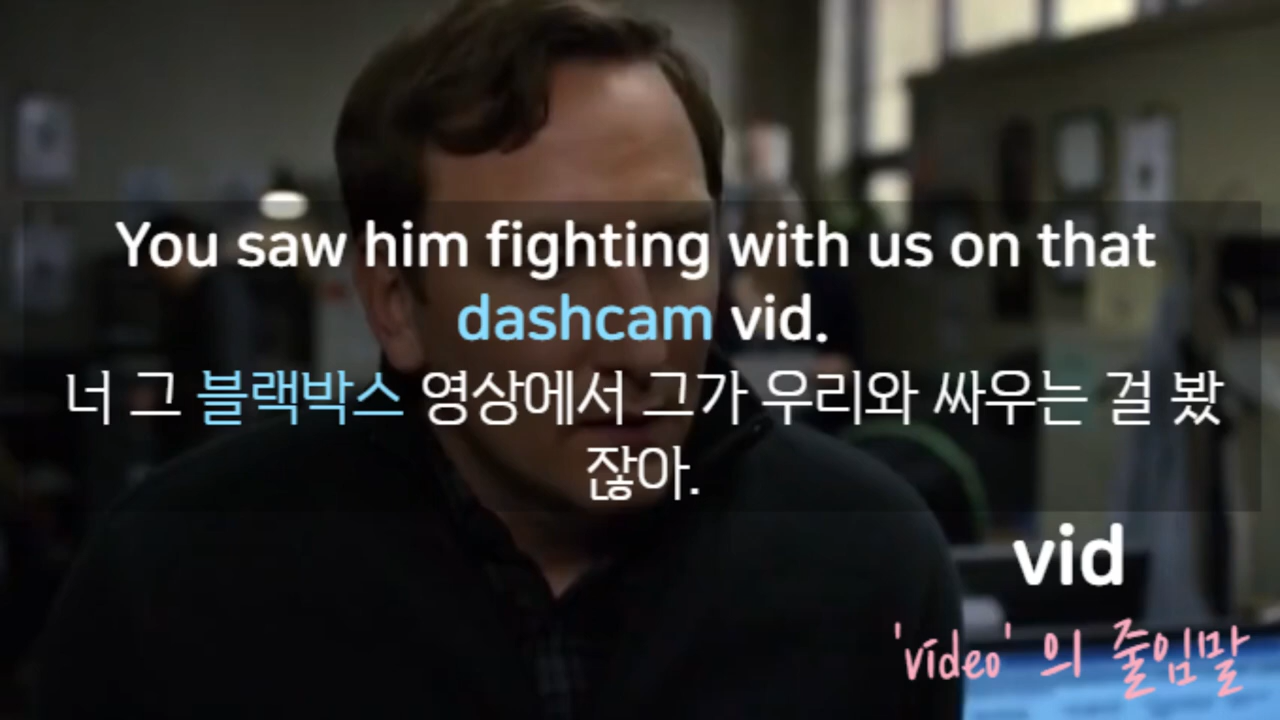 You saw him fighting with us on that
dashcam vid.
너 그 블랙박스 영상에서 그가 우리와 싸우는 걸 봤
잖아.
vid
'video' 의 줄임말